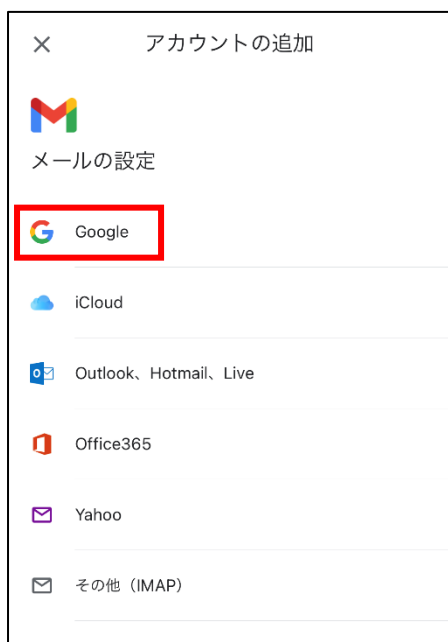 アカウントの追加
メールの設定
Google
iCloud
Outlook、Hotmail、Live
Office365
Yahoo
その他（IMAP）